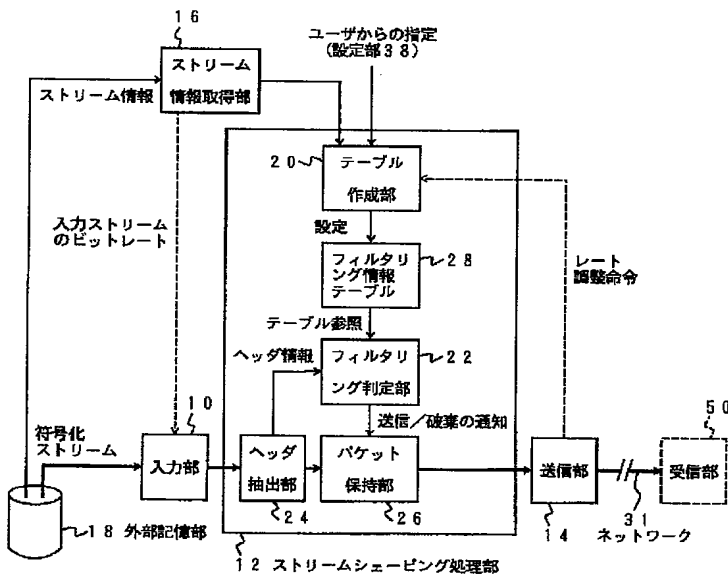 16
ストリーム
情報取得部
ストリーム情報
ユーザからの指定
(設定部38)
20
テーブル
作成部
入力ストリーム
のビットレート
設定
フィルタリ
ング情報
テーブル
28
レート
調整命令
テーブル参照
ヘッダ情報
フィルタリ
ング判定部
22
10
送信/破棄の通知
50
符号化
ストリーム
入力部
ヘッダ
抽出部
パケット
保持部
送信部
受信部
24
26
14
31
ネットワーク
18 外部記憶部
12 ストリームシェーピング処理部